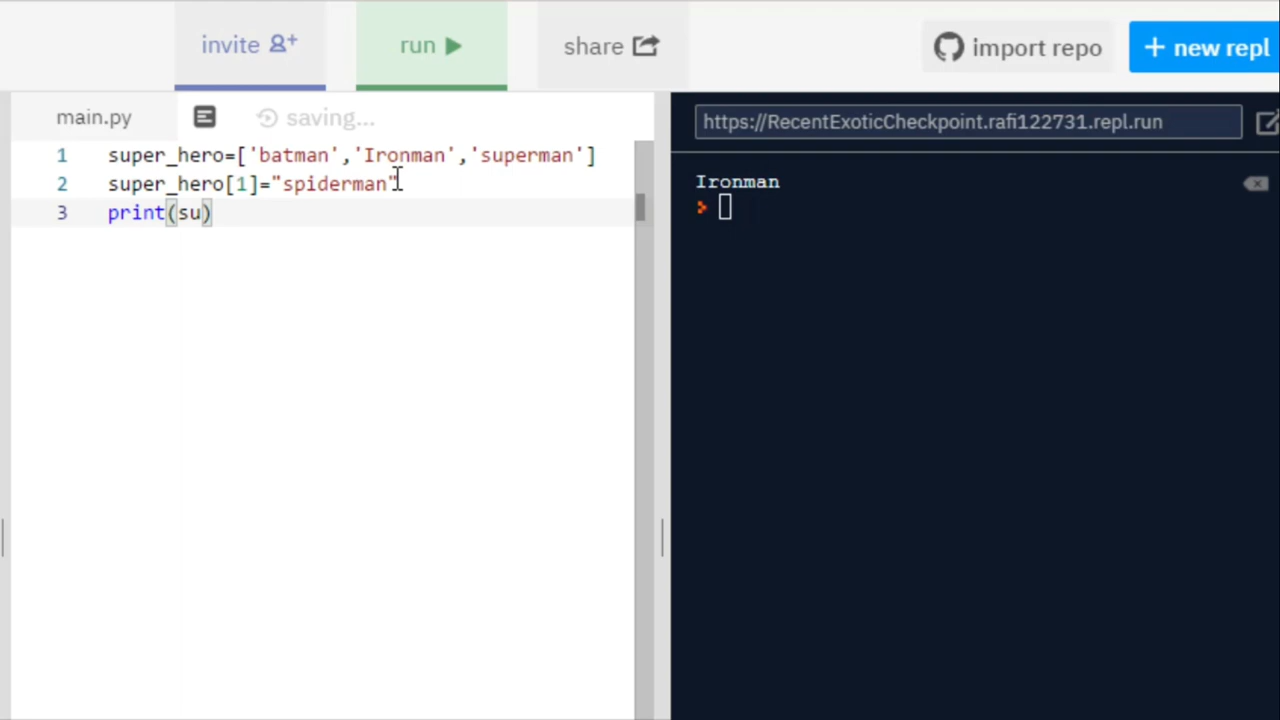 invite
run
share
import repo
+ new repl
main.py
saving...
https://RecentExoticCheckpoint.rafi122731.repl.run
1 super_hero=['batman','Ironman','superman']
2 super_hero[1]="spiderman"
3 print(su)
Ironman